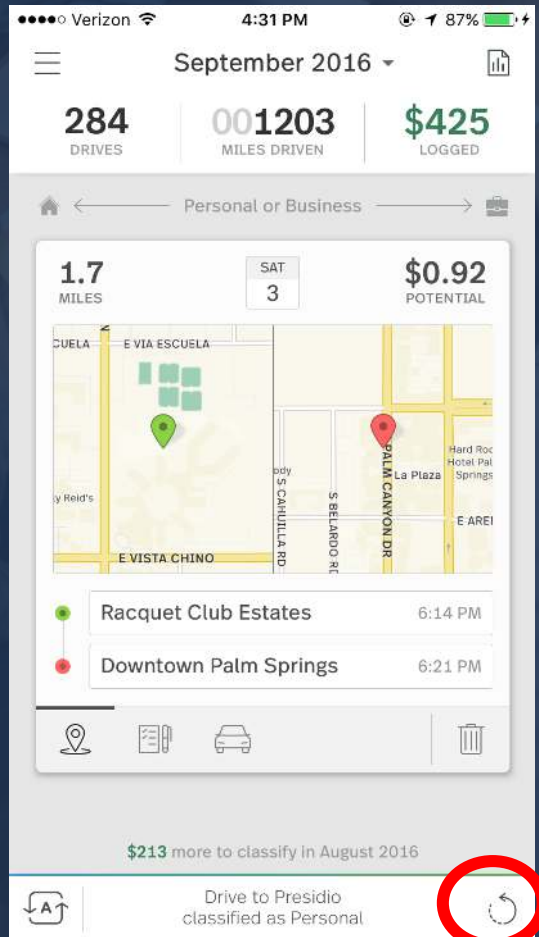 Verizon 4:31 PM 87%
September 2016
284 001203 $425
DRIVES MILES DRIVEN LOGGED
Personal or Business
1.7 SAT 3 $0.92
MILES POTENTIAL
CUELA E VIA ESCUELA
y Reid's
E VISTA CHINO
ody
S CAHUILLA RD
S BELARDO RD
PALM CANYON DR
La Plaza
Hard Roc
Hotel Pal
Springs
E AREI
Racquet Club Estates 6:14 PM
Downtown Palm Springs 6:21 PM
$213 more to classify in August 2016
A
Drive to Presidio
classified as Personal